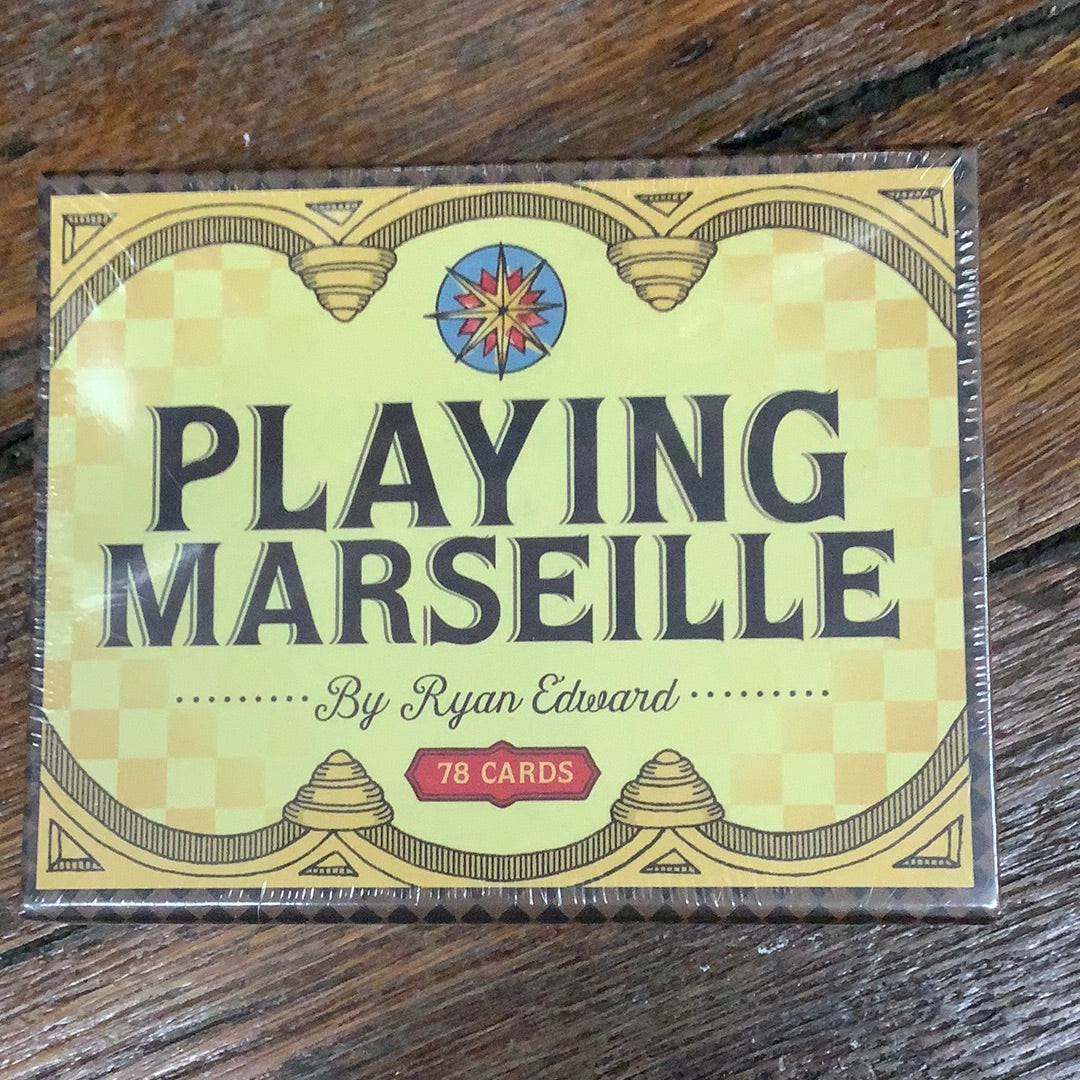 PLAYING
MARSEILLE
By Ryan Edward
78 CARDS